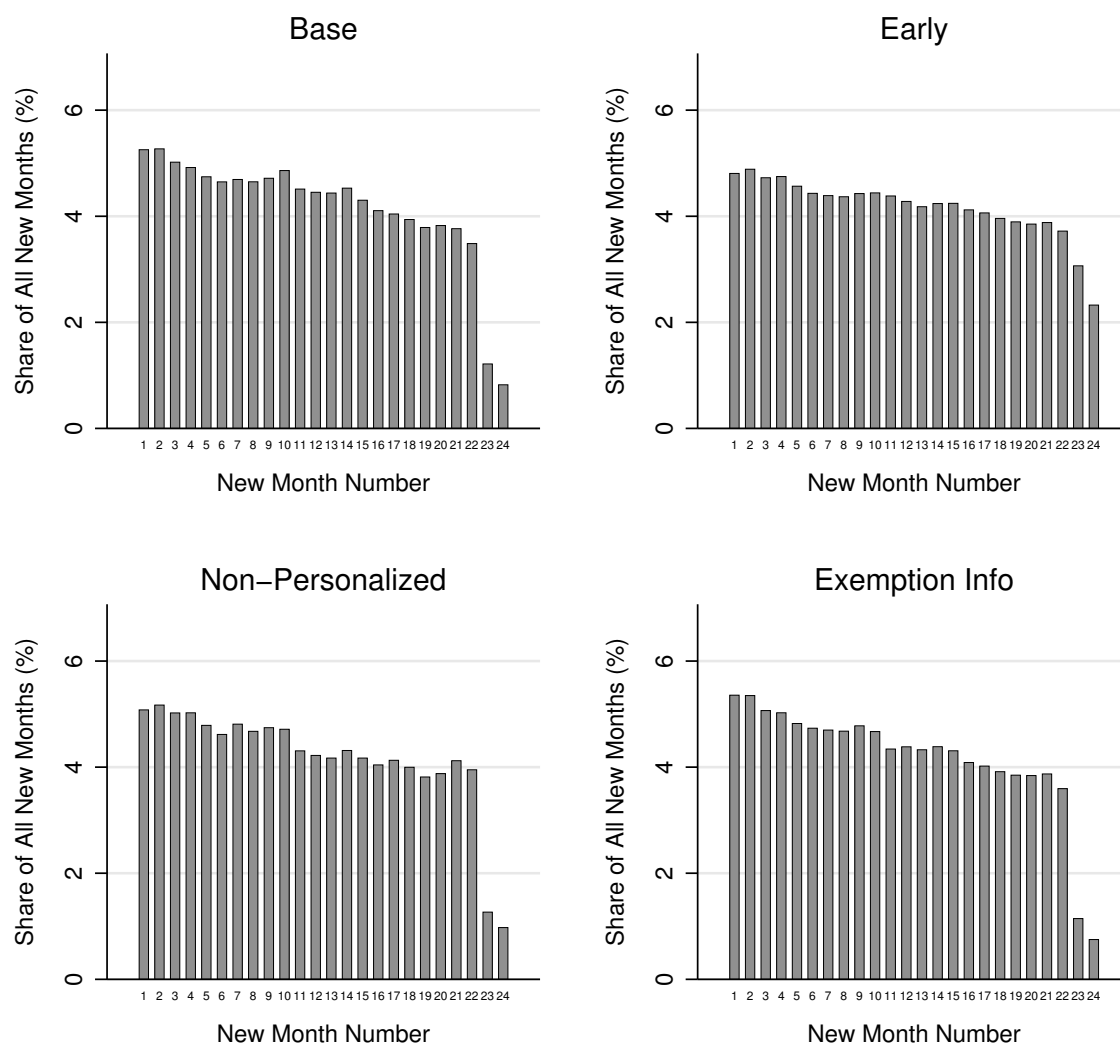 Base
Share of All New Months (%)
6
4
2
0
1 2 3 4 5 6 7 8 9 10 11 12 13 14 15 16 17 18 19 20 21 22 23 24
New Month Number
Early
Share of All New Months (%)
6
4
2
0
1 2 3 4 5 6 7 8 9 10 11 12 13 14 15 16 17 18 19 20 21 22 23 24
New Month Number
Non−Personalized
Share of All New Months (%)
6
4
2
0
1 2 3 4 5 6 7 8 9 10 11 12 13 14 15 16 17 18 19 20 21 22 23 24
New Month Number
Exemption Info
Share of All New Months (%)
6
4
2
0
1 2 3 4 5 6 7 8 9 10 11 12 13 14 15 16 17 18 19 20 21 22 23 24
New Month Number